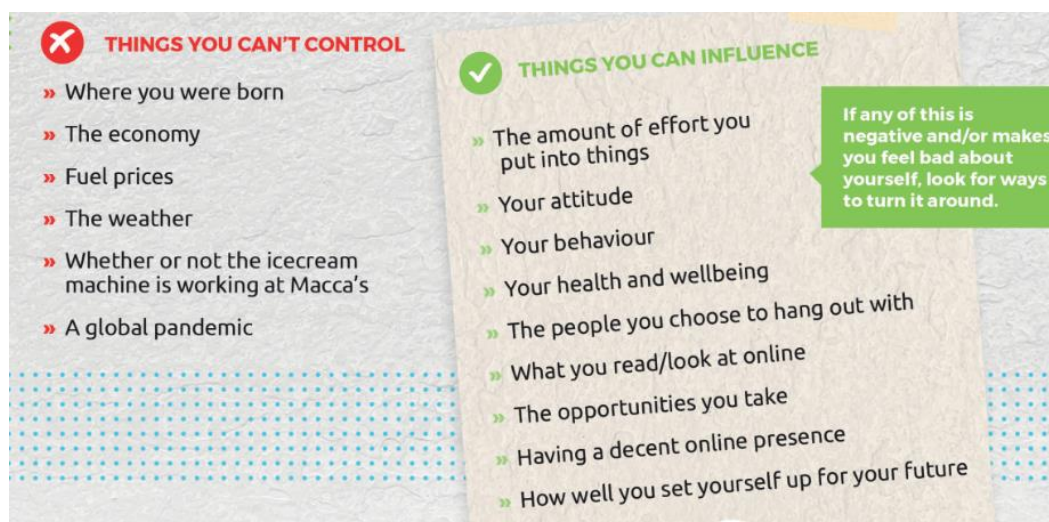 THINGS YOU CAN'T CONTROL
» Where you were born
» The economy
» Fuel prices
» The weather
» Whether or not the icecream
machine is working at Macca's
» A global pandemic
THINGS YOU CAN INFLUENCE
» The amount of effort you
put into things
» Your attitude
» Your behaviour
» Your health and wellbeing
» The people you choose to hang out with
» What you read/look at online
» The opportunities you take
» Having a decent online presence
» How well you set yourself up for your future
If any of this is
negative and/or makes
you feel bad about
yourself, look for ways
to turn it around.